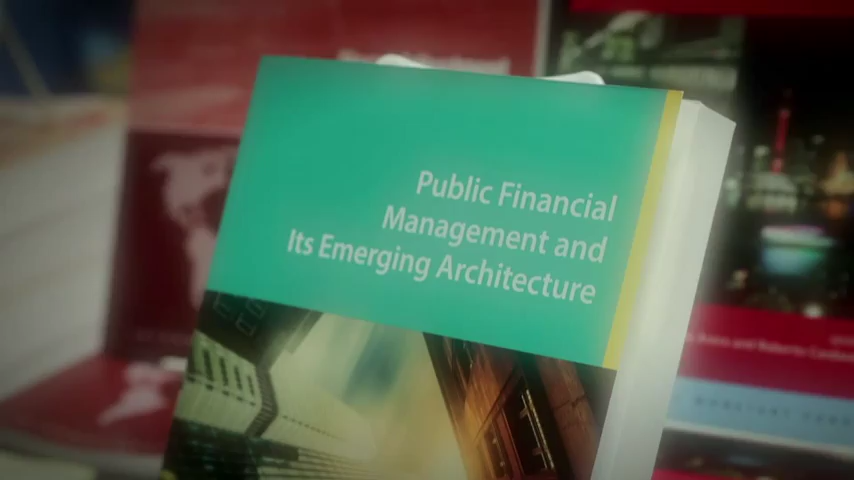 Public Financial
Management and
Its Emerging Architecture